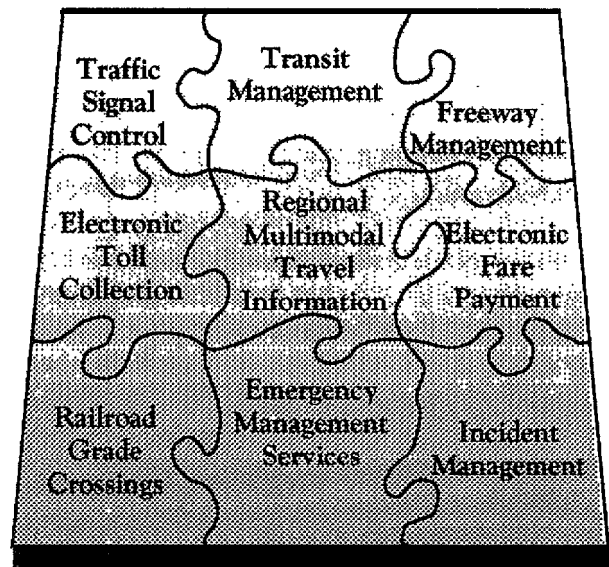 Traffic
Signal
Control
Transit
Management
Freeway
Management
Electronic
Toll
Collection
Regional
Multimodal
Travel
Information
Electronic
Fare
Payment
Railroad
Grade
Crossings
Emergency
Management
Services
Incident
Management